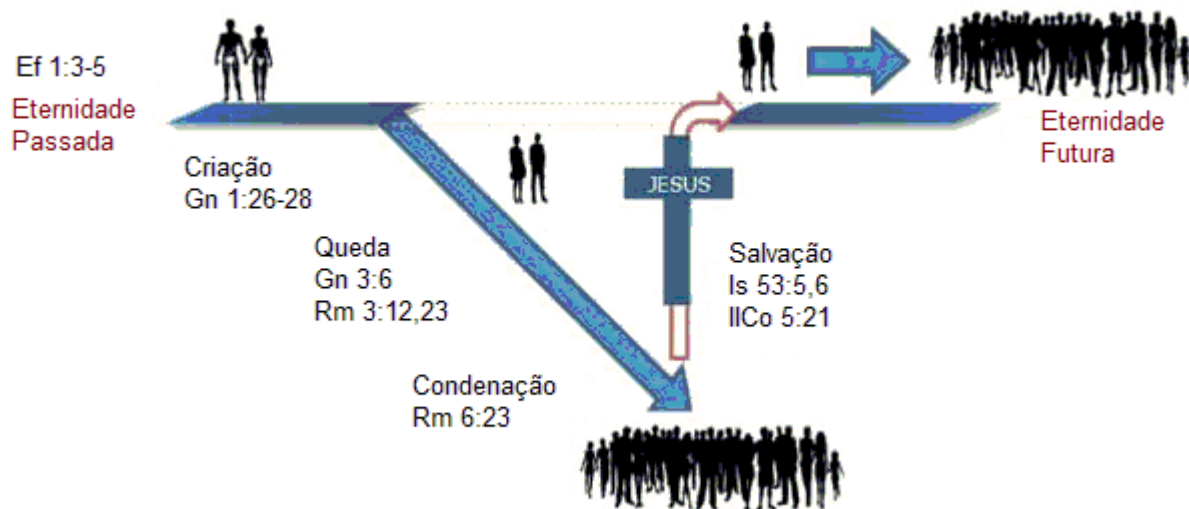 Ef 1:3-5
Eternidade
Passada
Criação
Gn 1:26-28
Queda
Gn 3:6
Rm 3:12,23
Condenação
Rm 6:23
JESUS
Salvação
Is 53:5,6
IICo 5:21
Eternidade
Futura